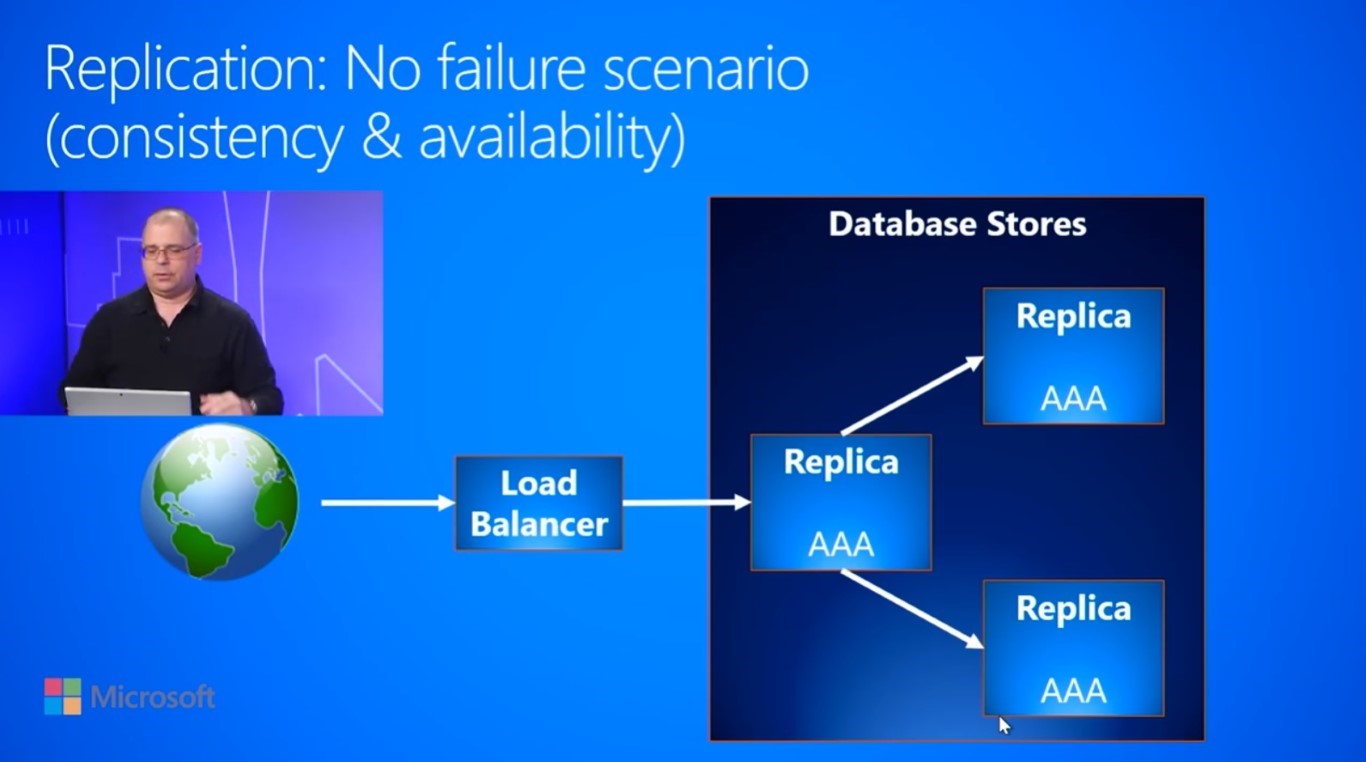 Replication: No failure scenario
(consistency & availability)
Database Stores
Replica
AAA
Load
Balancer
Replica
AAA
Replica
AAA
Microsoft